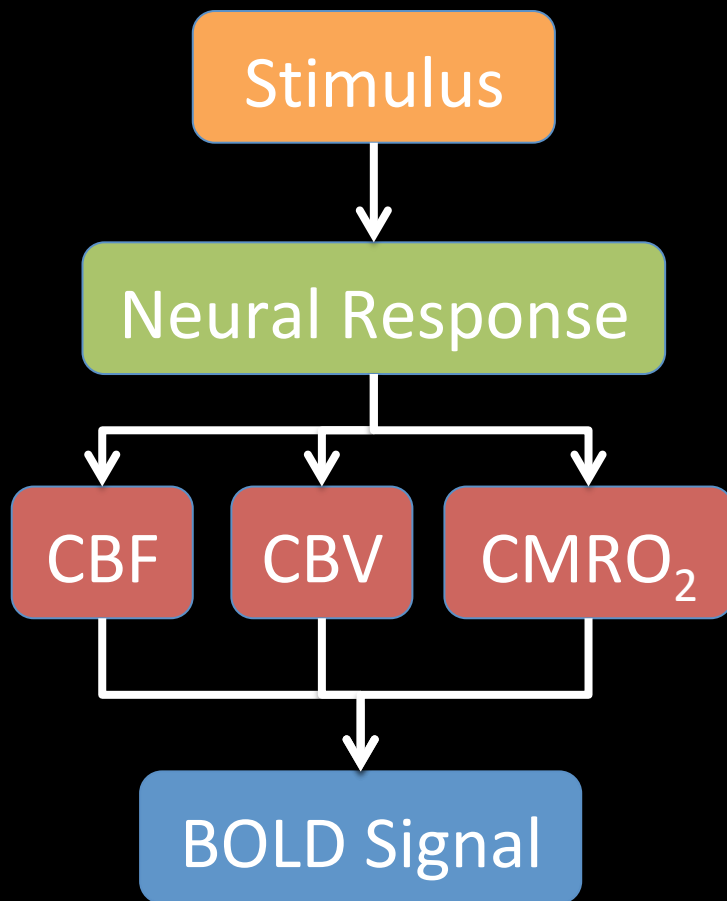 Stimulus
Neural Response
CBF
CBV
CMRO₂
BOLD Signal